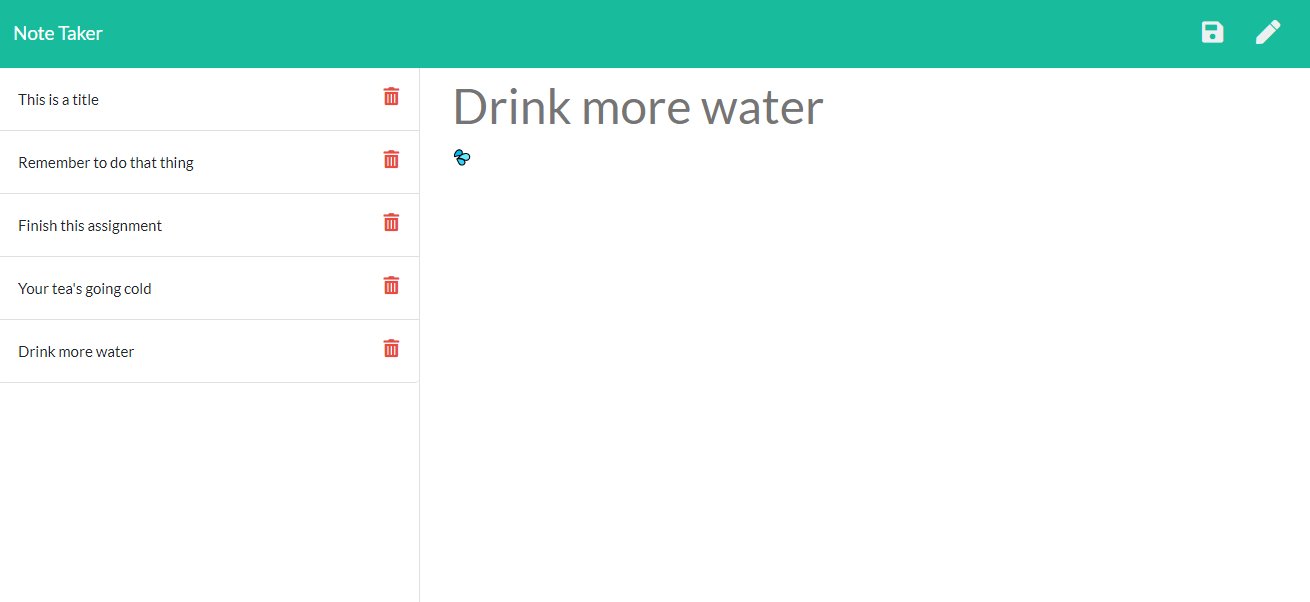 Note Taker
This is a title
Remember to do that thing
Finish this assignment
Your tea's going cold
Drink more water
Drink more water
💦